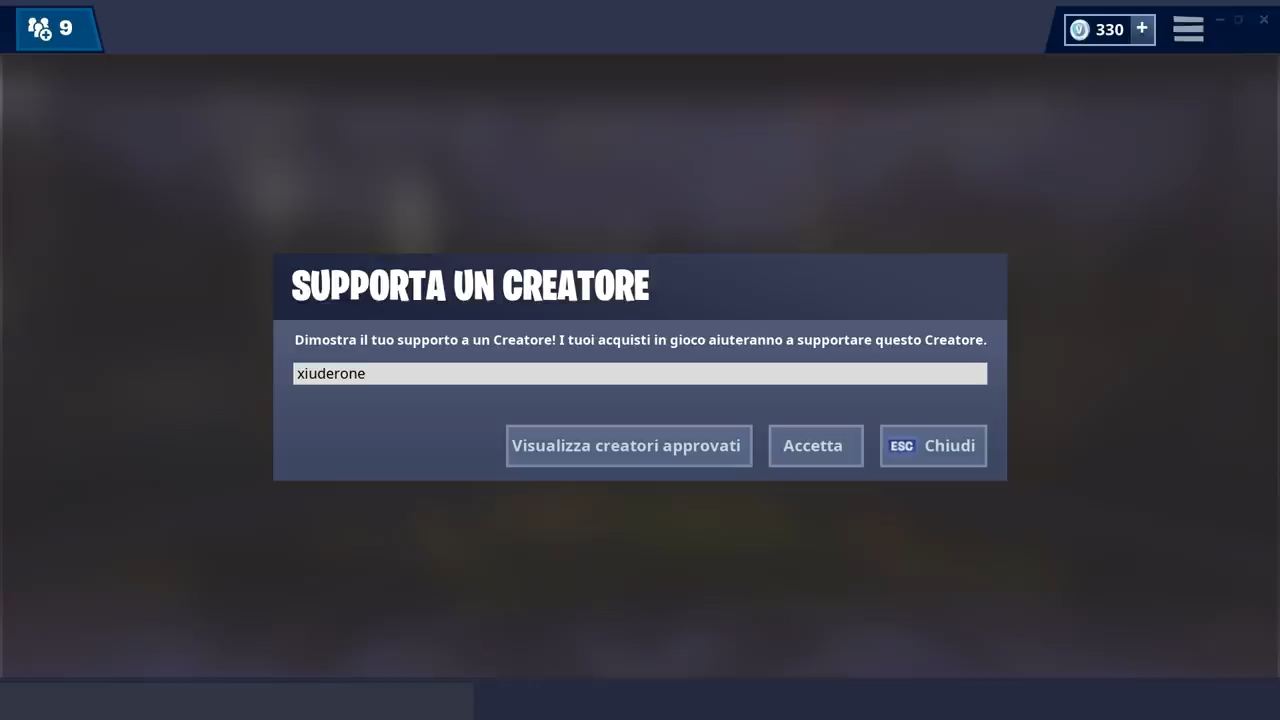 9
330 +
SUPPORTA UN CREATORE
Dimostra il tuo supporto a un Creatore! I tuoi acquisti in gioco aiuteranno a supportare questo Creatore.
xiuderone
Visualizza creatori approvati
Accetta
ESC Chiudi